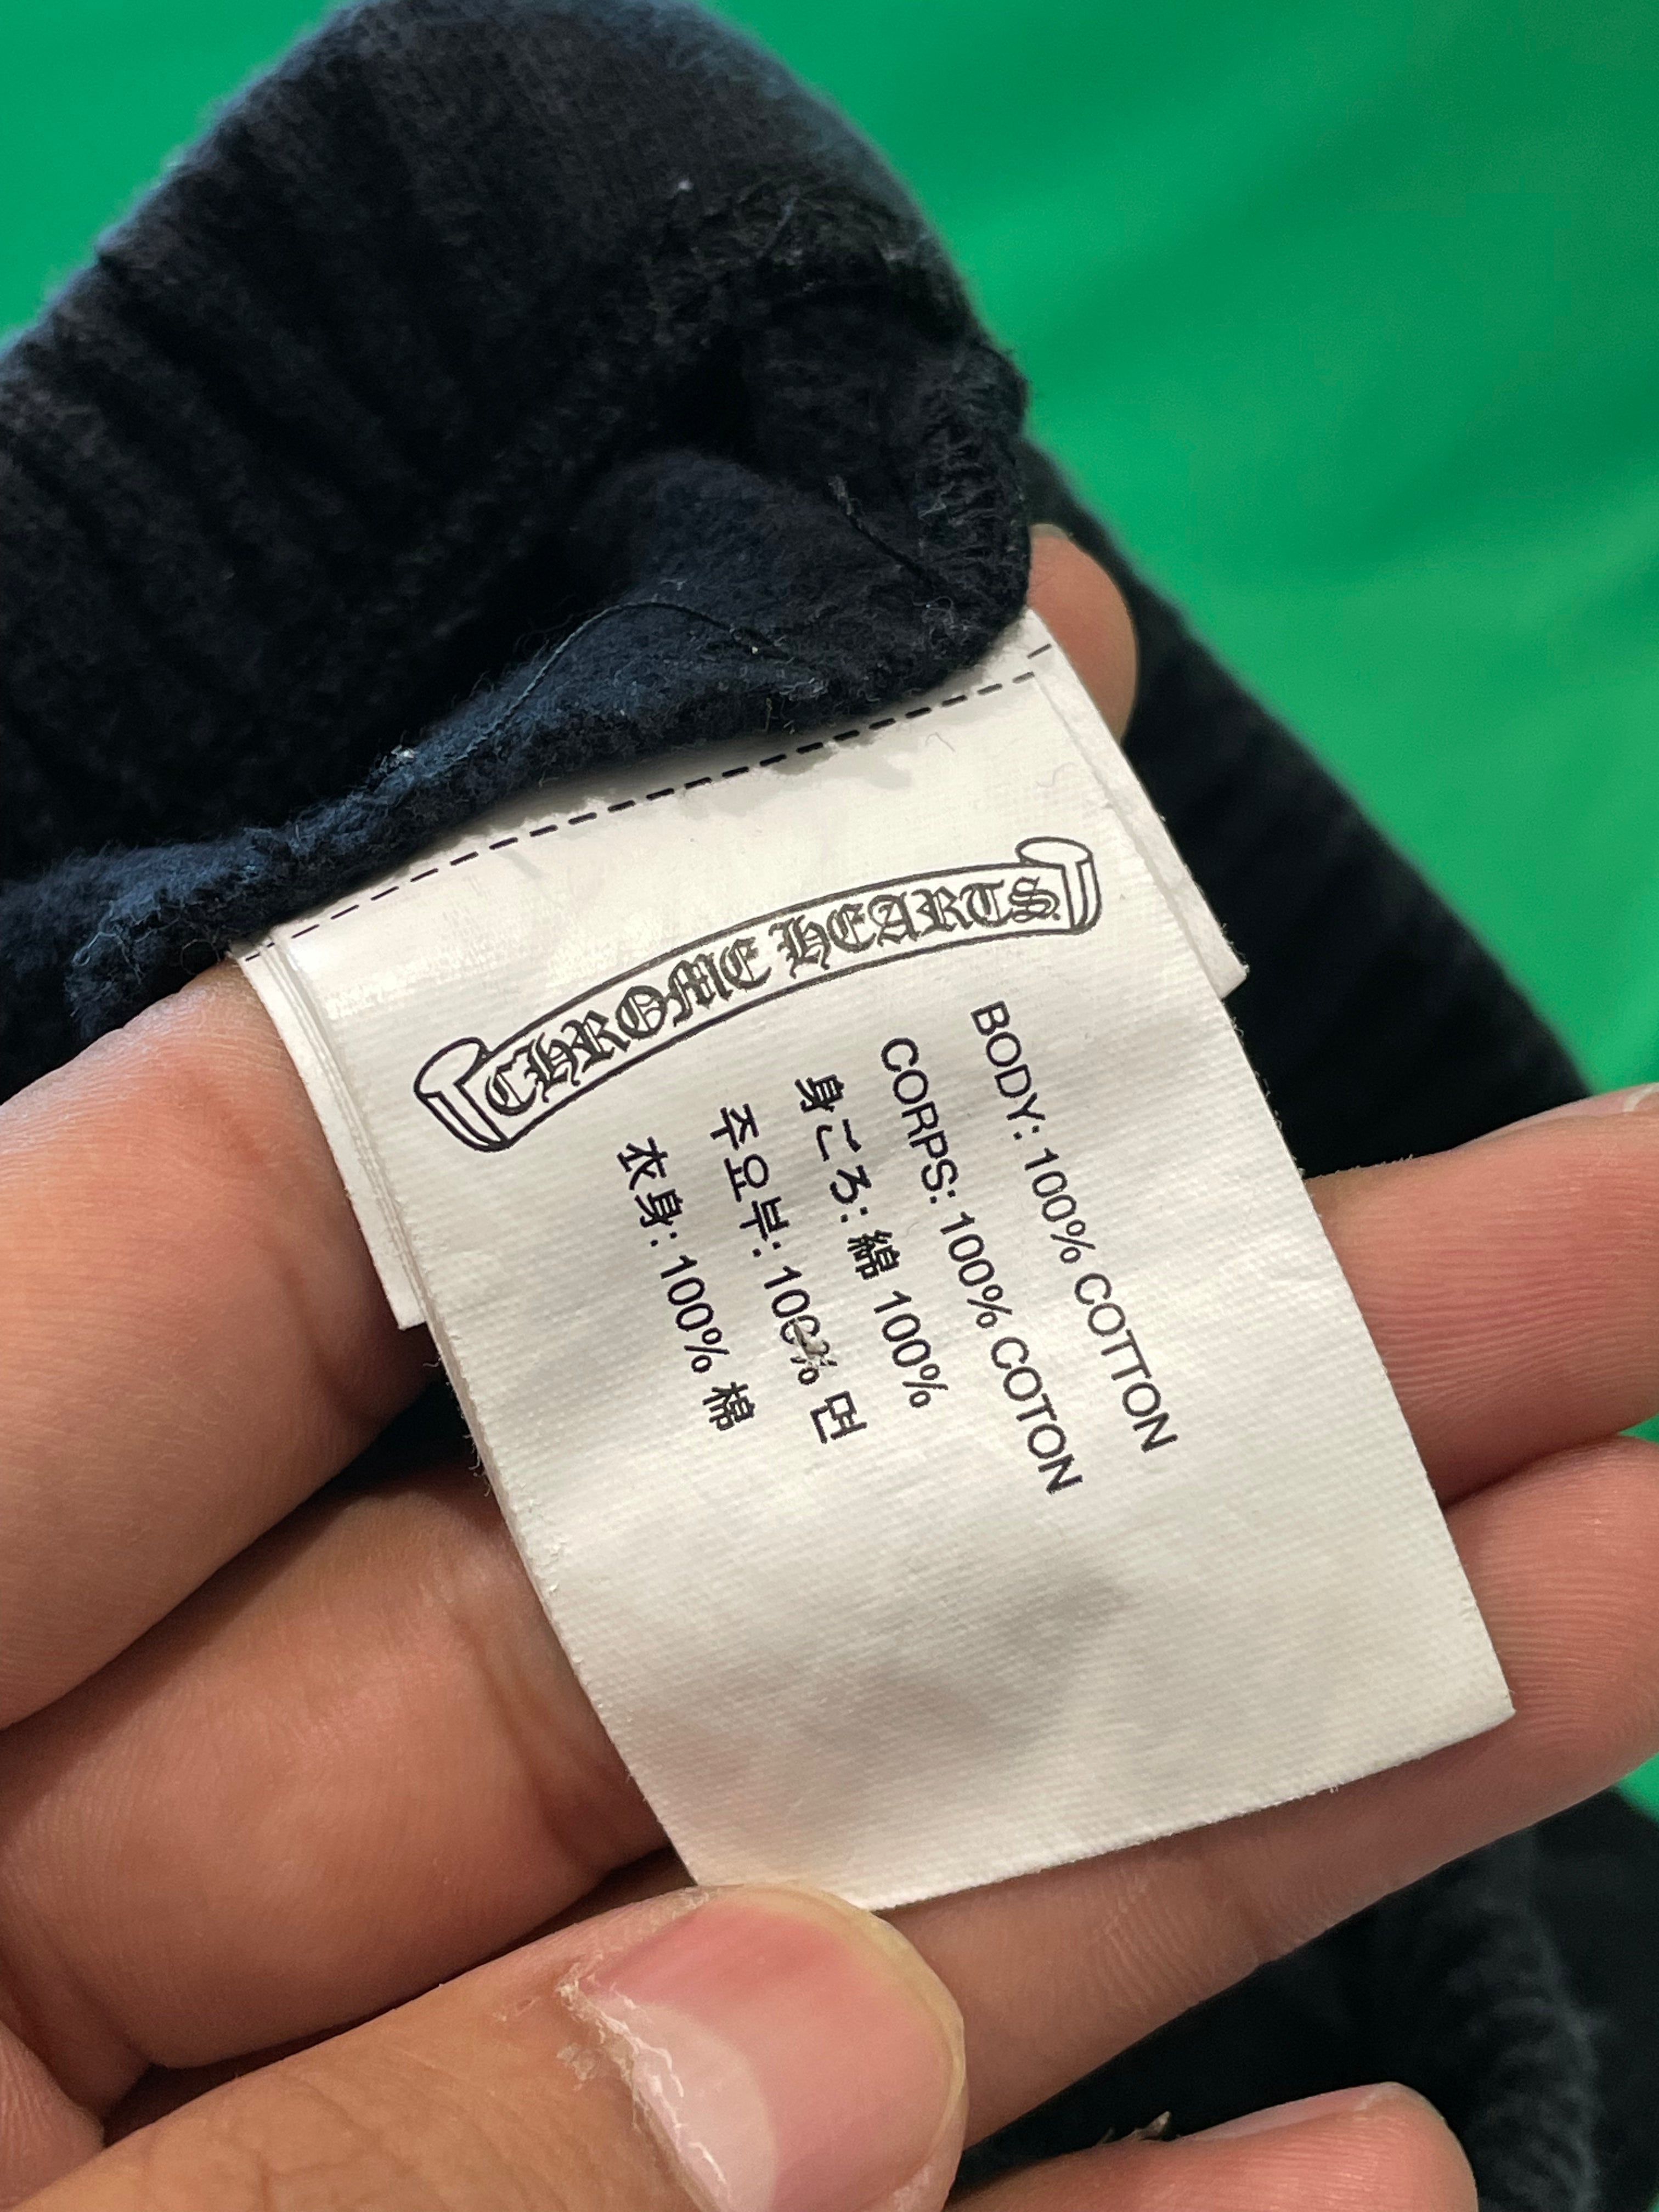 CHROME HEARTS
BODY: 100% COTTON
CORPS: 100% COTON
身ごろ: 綿 100%
주요부: 100% 면
衣身: 100% 棉